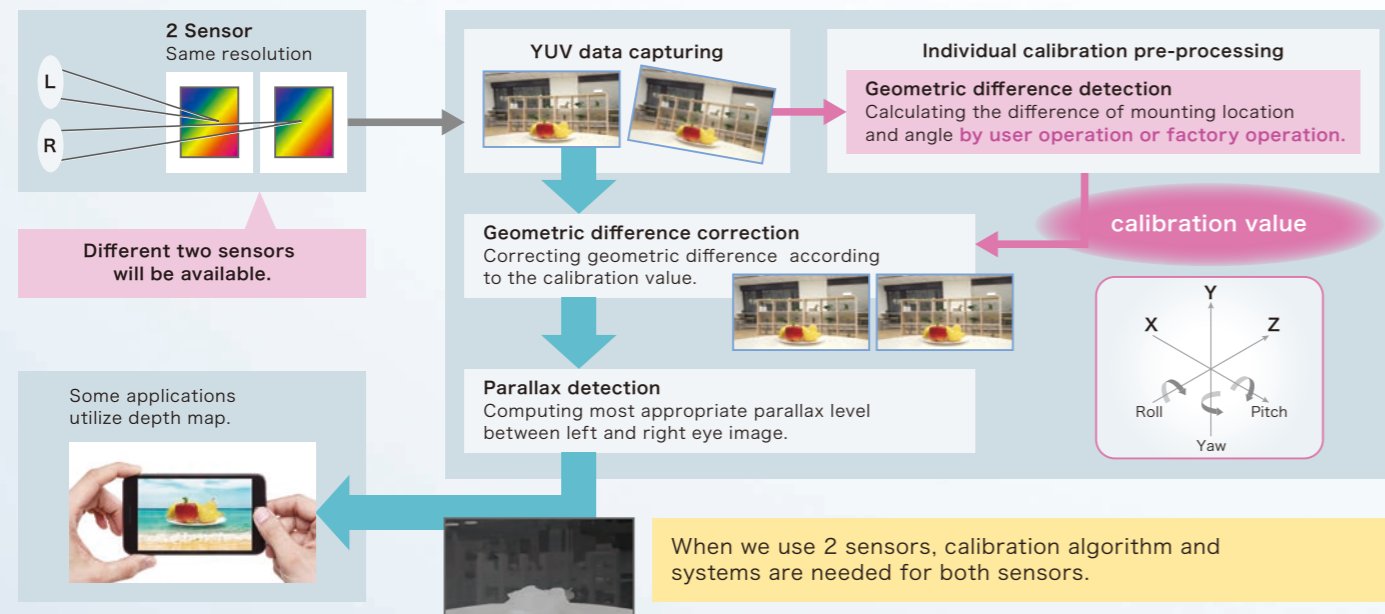 2 Sensor
Same resolution
L
R
Different two sensors
will be available.
YUV data capturing
Individual calibration pre-processing
Geometric difference detection
Calculating the difference of mounting location
and angle by user operation or factory operation.
calibration value
Geometric difference correction
Correcting geometric difference according
to the calibration value.
Y
X
Z
Roll
Pitch
Yaw
Parallax detection
Computing most appropriate parallax level
between left and right eye image.
Some applications
utilize depth map.
When we use 2 sensors, calibration algorithm and
systems are needed for both sensors.